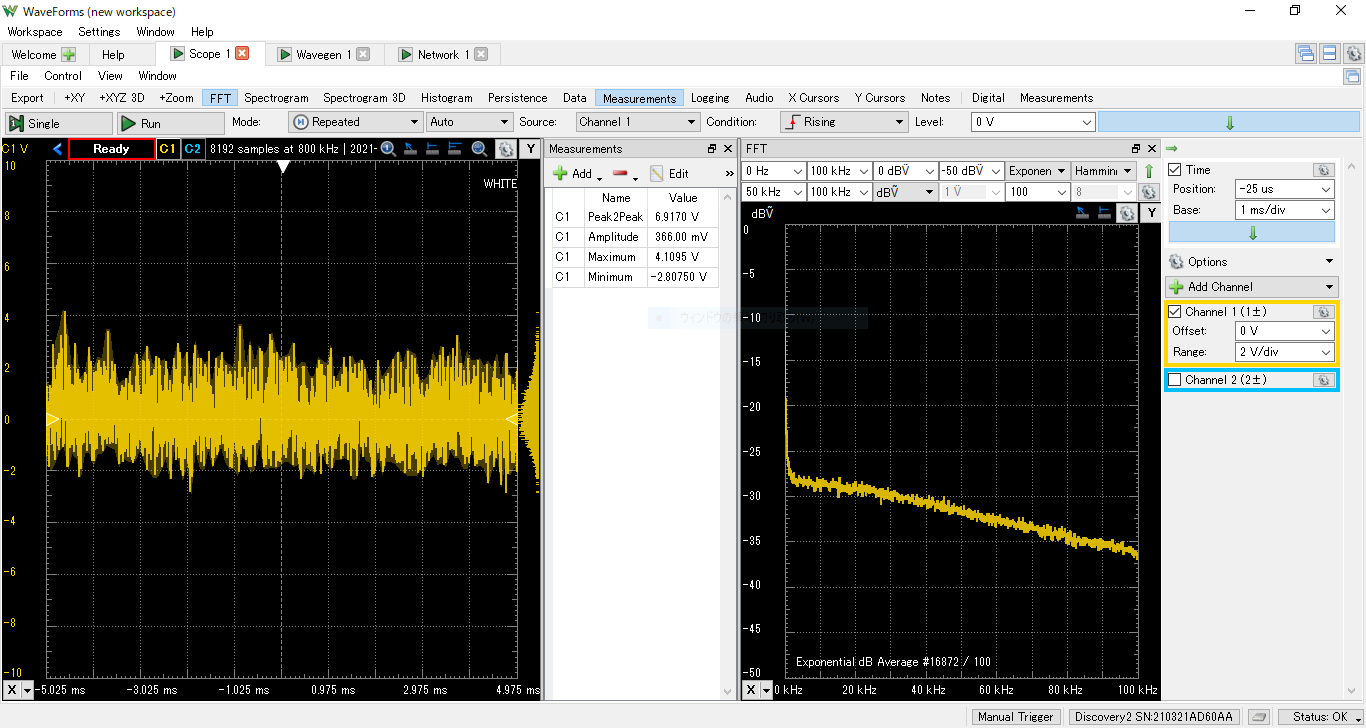 WaveForms (new workspace)
Workspace Settings Window Help
Welcome Help Scope 1 Wavegen 1 Network 1
File Control View Window
Export +XY +XYZ 3D +Zoom FFT Spectrogram Spectrogram 3D Histogram Persistence Data Measurements Logging Audio X Cursors Y Cursors Notes Digital Measurements
Single Run Mode: Repeated Auto Source: Channel 1 Condition: Rising Level: 0 V
C1 V Ready C1 C2 8192 samples at 800 kHz | 2021- Y
10
8
6
4
2
0
-2
-4
-6
-8
-10
WHITE
X -5.025 ms -3.025 ms -1.025 ms 0.975 ms 2.975 ms 4.975 ms
Measurements
Add Edit »
Name Value
C1 Peak2Peak 6.9170 V
C1 Amplitude 366.00 mV
C1 Maximum 4.1095 V
C1 Minimum -2.80750 V
FFT
0 Hz 100 kHz 0 dBṼ -50 dBṼ Exponen
Hammin
50 kHz 100 kHz dBṼ 1 Ṽ 100 8
dBṼ Y
0
-5
-10
-15
-20
-25
-30
-35
-40
-45
-50
Exponential dB Average #16872 / 100
X 0 kHz 20 kHz 40 kHz 60 kHz 80 kHz 100 kHz
Time
Position: -25 us
Base: 1 ms/div
Options
Add Channel
Channel 1 (1±)
Offset: 0 V
Range: 2 V/div
Channel 2 (2±)
Manual Trigger Discovery2 SN:210321AD60AA Status: OK